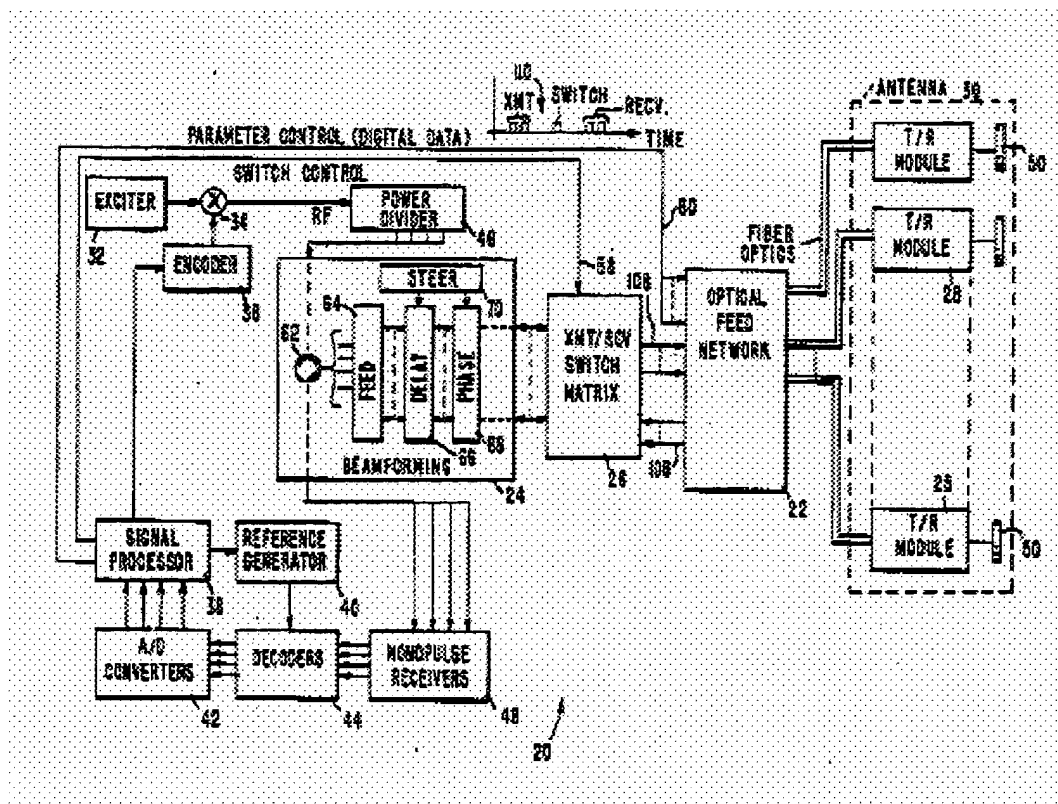 110
XMT SWITCH RECV.
TIME
ANTENNA 30
PARAMETER CONTROL (DIGITAL DATA)
SWITCH CONTROL
EXCITER
32
X
34
RF
POWER
DIVIDER
ENCODER
36
STEER
70
64
62
FEED
DELAY
66
PHASE
68
BEAMFORMING
24
58
60
108
XMT/RCV
SWITCH
MATRIX
26
106
OPTICAL
FEED
NETWORK
22
FIBER
OPTICS
T/R
MODULE
50
T/R
MODULE
28
T/R
MODULE
50
SIGNAL
PROCESSOR
38
REFERENCE
GENERATOR
A/D
CONVERTERS
42
DECODERS
44
MONOPULSE
RECEIVERS
48
20